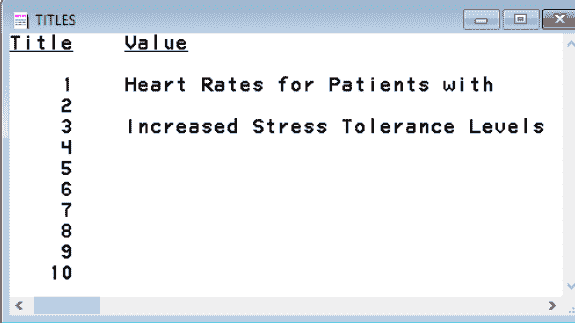 TITLES
Title Value
1 Heart Rates for Patients with
2
3 Increased Stress Tolerance Levels
4
5
6
7
8
9
10